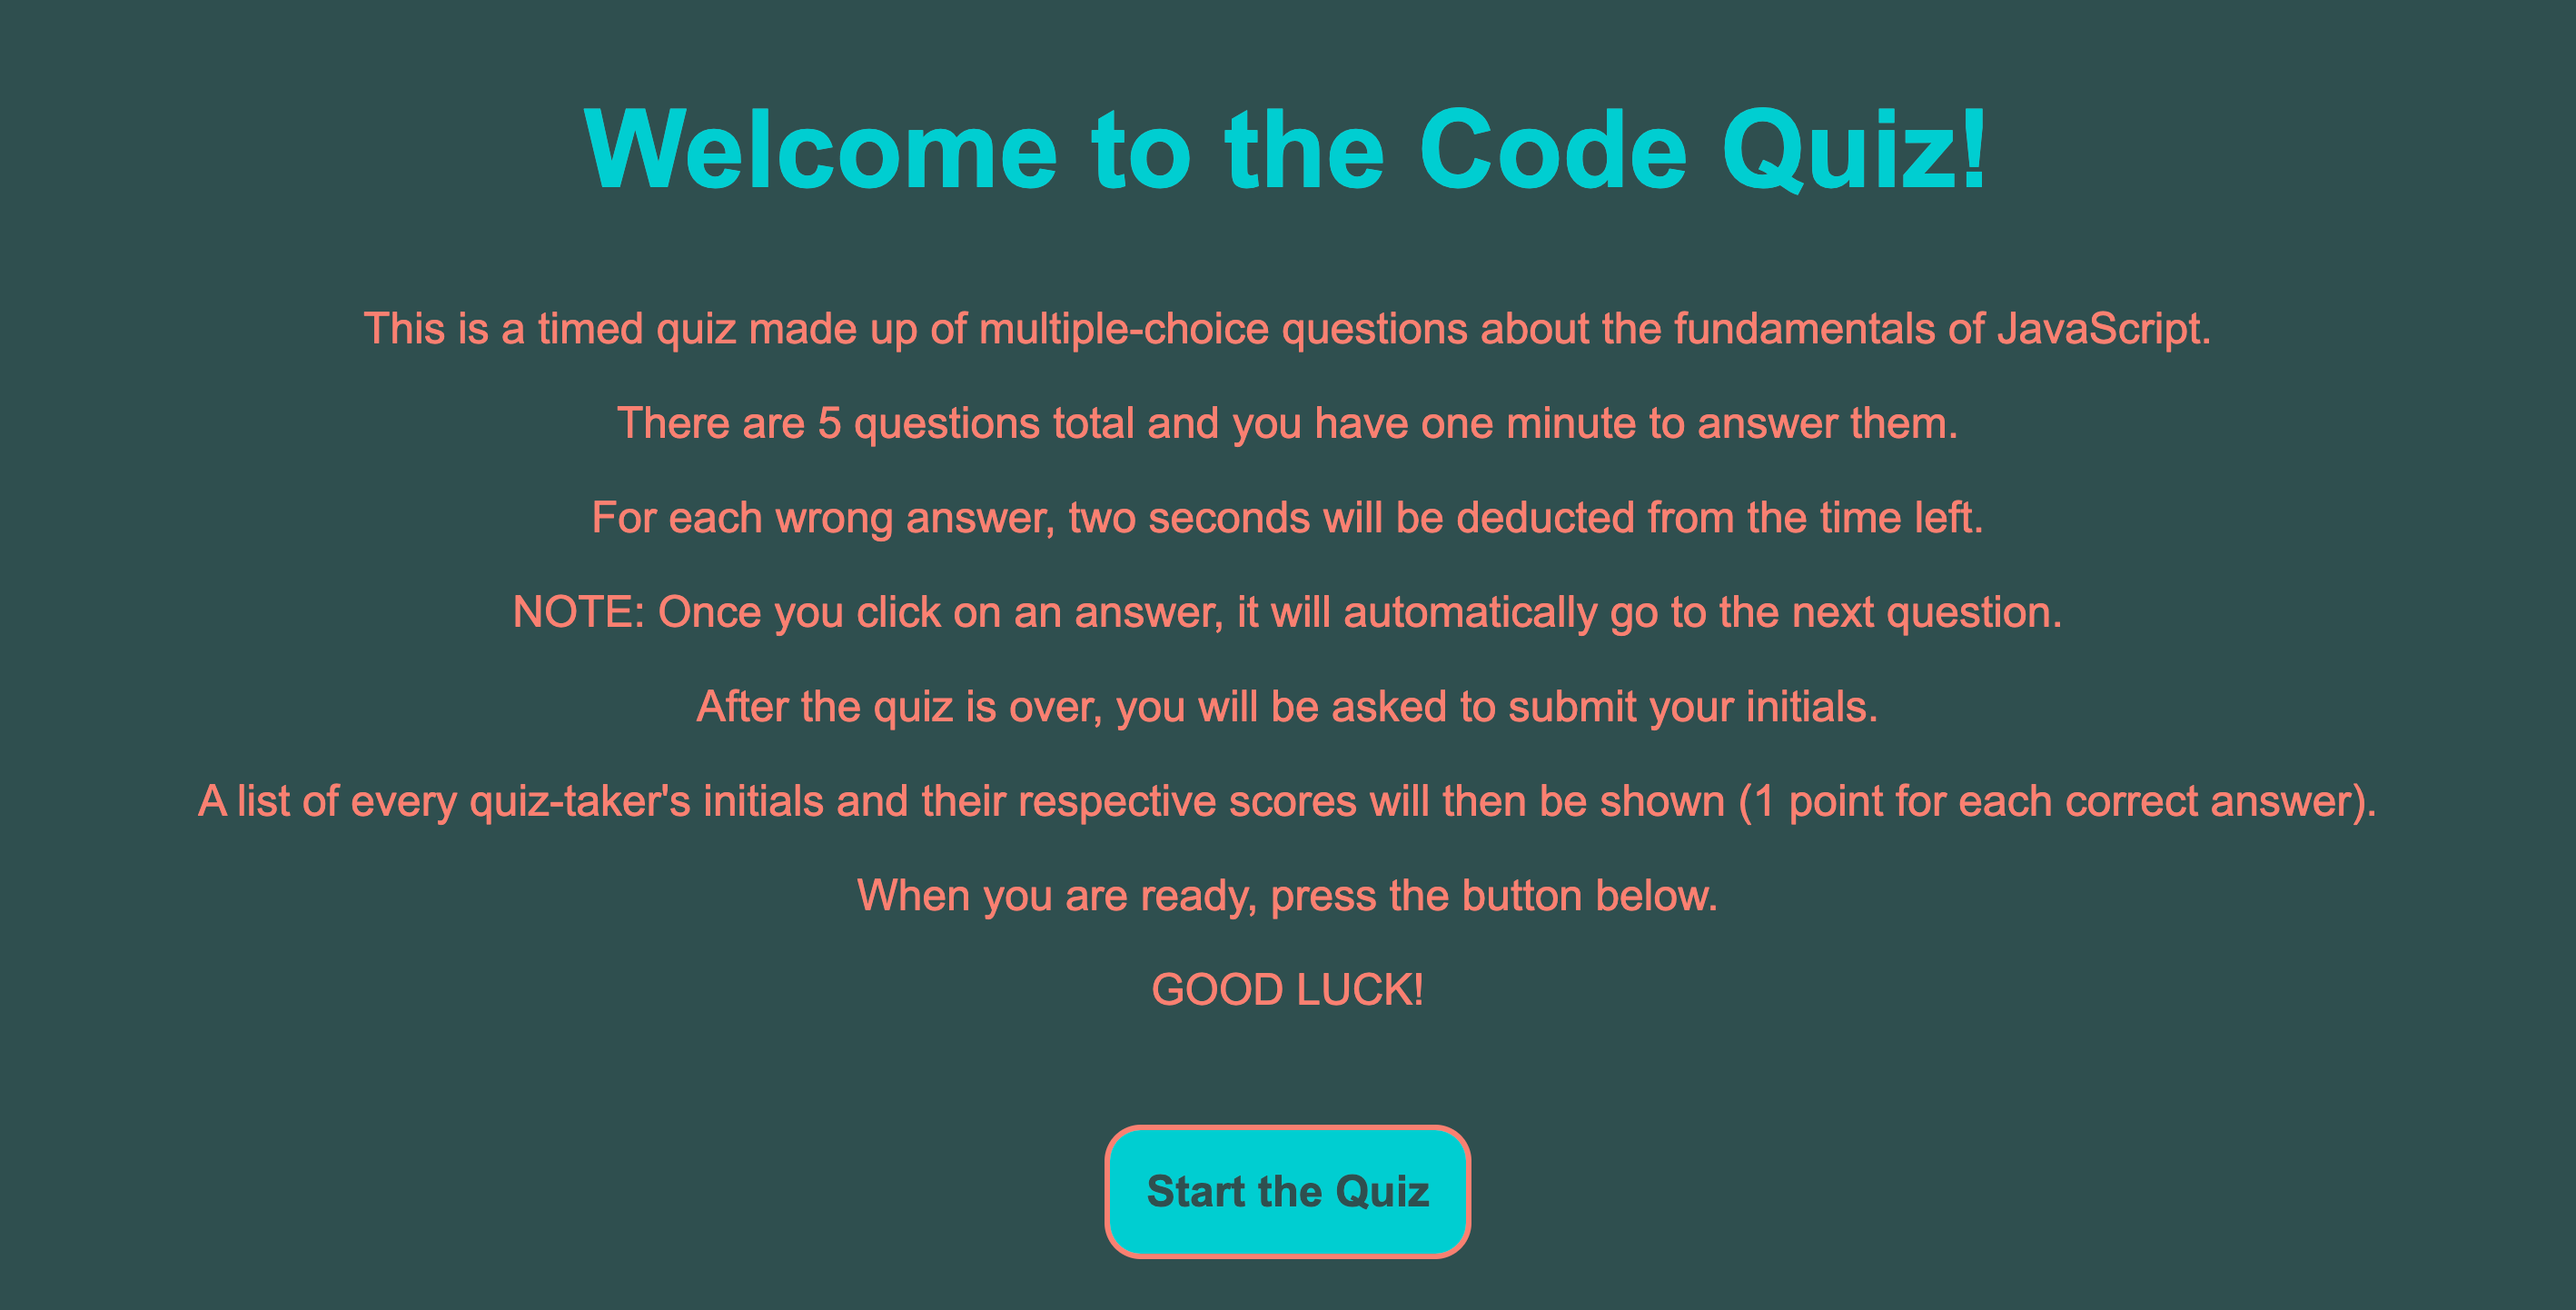 Welcome to the Code Quiz!
This is a timed quiz made up of multiple-choice questions about the fundamentals of JavaScript.
There are 5 questions total and you have one minute to answer them.
For each wrong answer, two seconds will be deducted from the time left.
NOTE: Once you click on an answer, it will automatically go to the next question.
After the quiz is over, you will be asked to submit your initials.
A list of every quiz-taker's initials and their respective scores will then be shown (1 point for each correct answer).
When you are ready, press the button below.
GOOD LUCK!
Start the Quiz